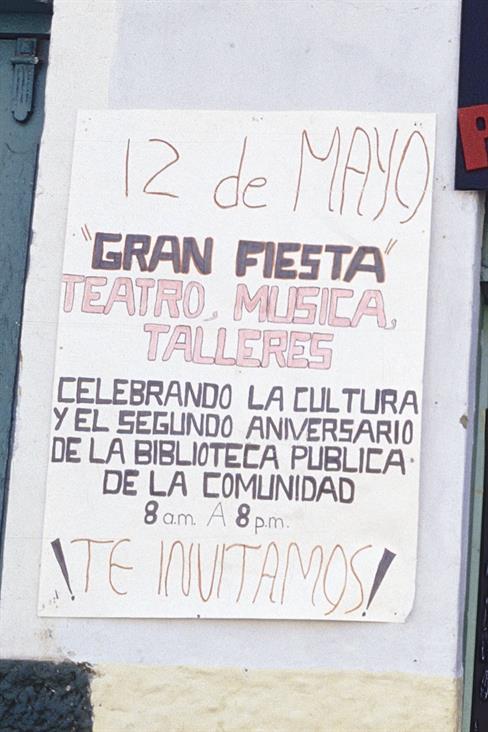 12 de MAYO
"GRAN FIESTA"
TEATRO, MUSICA,
TALLERES
CELEBRANDO LA CULTURA
Y EL SEGUNDO ANIVERSARIO
DE LA BIBLIOTECA PUBLICA
DE LA COMUNIDAD
8 a.m. A 8 p.m.
!TE INVITAMOS!